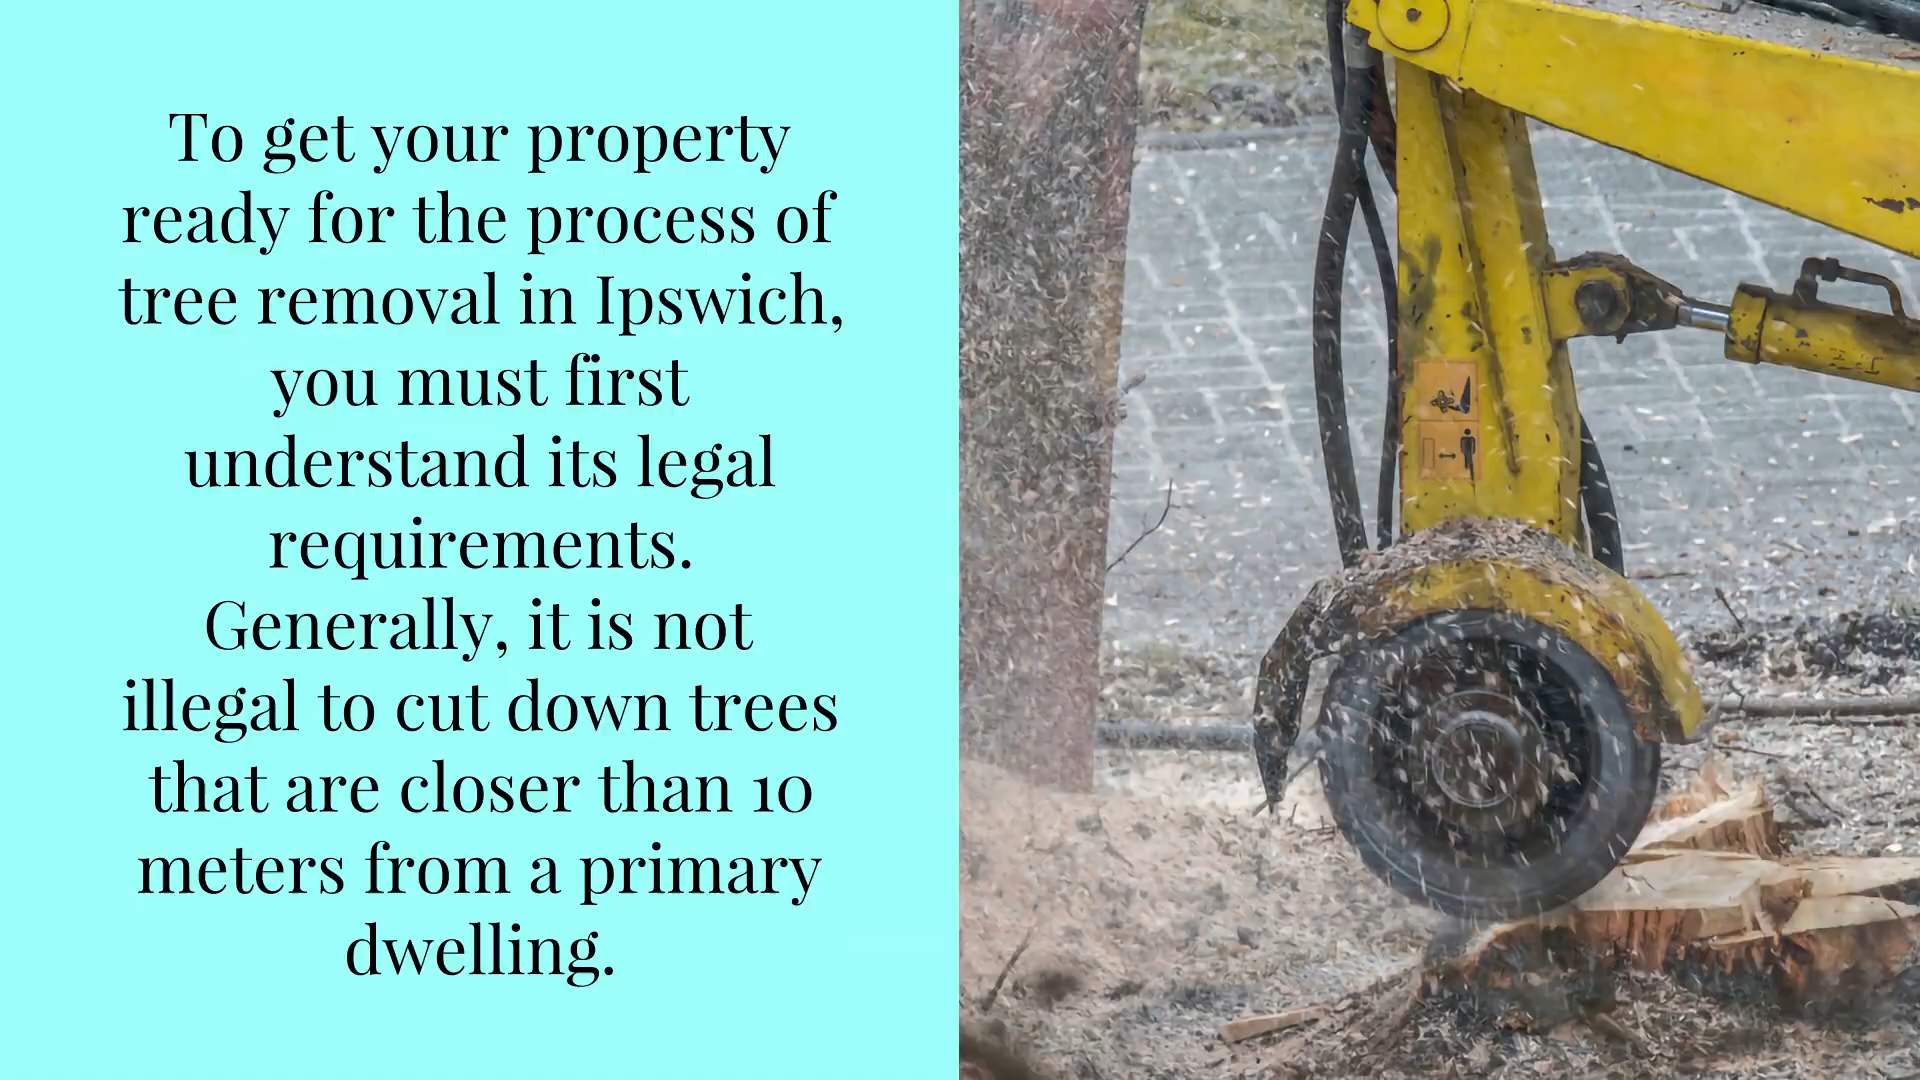 To get your property
ready for the process of
tree removal in Ipswich,
you must first
understand its legal
requirements.
Generally, it is not
illegal to cut down trees
that are closer than 10
meters from a primary
dwelling.